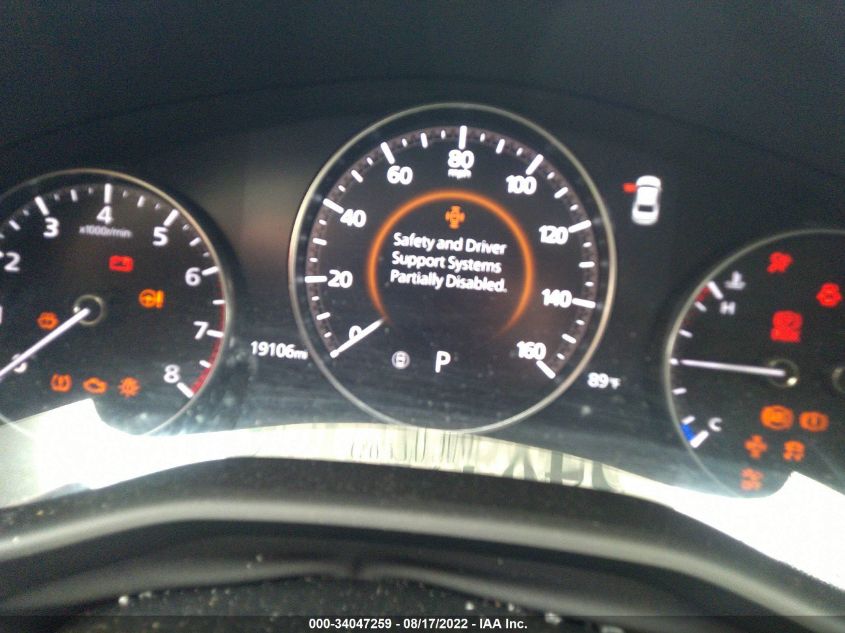 2
3
4
x1000r/min
5
6
7
8
19106mi
0
20
40
60
80
mph
100
120
140
160
Safety and Driver
Support Systems
Partially Disabled.
P
89°F
H
C
000-34047259 - 08/17/2022 - IAA Inc.